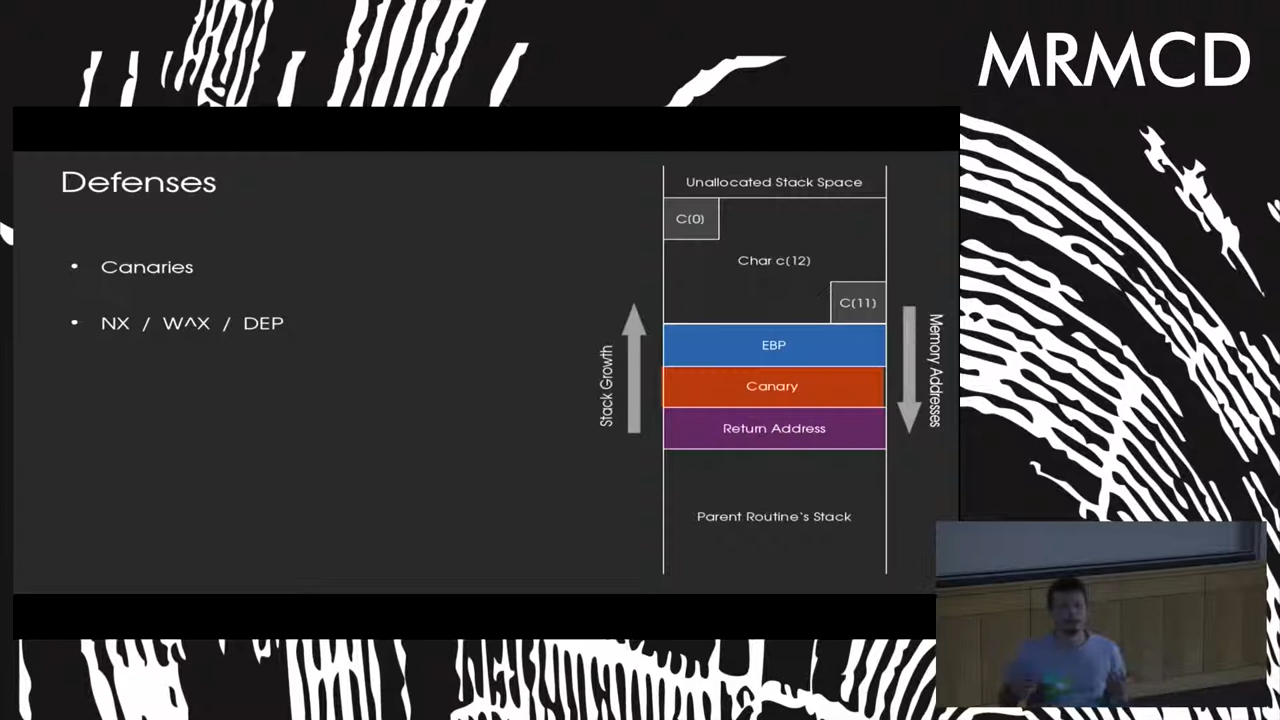 MRMCD
Defenses
• Canaries
• NX / W^X / DEP
Unallocated Stack Space
C[0]
Char c[12]
C[11]
EBP
Canary
Return Address
Parent Routine's Stack
Stack Growth
Memory Addresses